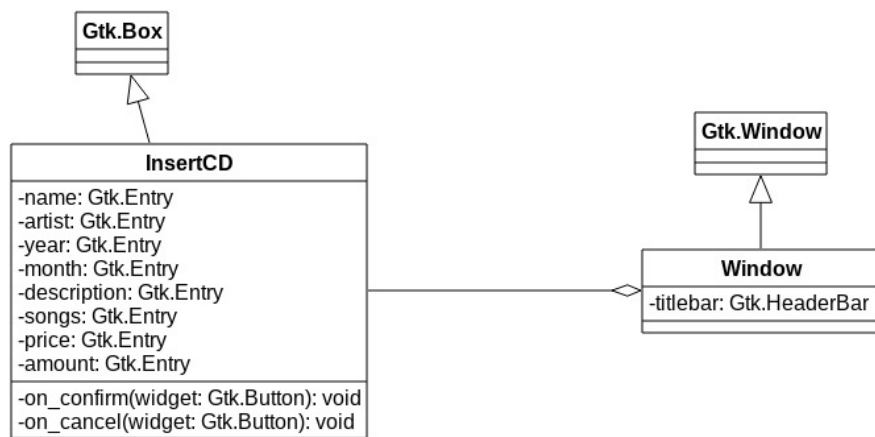 Gtk.Box
InsertCD
-name: Gtk.Entry
-artist: Gtk.Entry
-year: Gtk.Entry
-month: Gtk.Entry
-description: Gtk.Entry
-songs: Gtk.Entry
-price: Gtk.Entry
-amount: Gtk.Entry
-on_confirm(widget: Gtk.Button): void
-on_cancel(widget: Gtk.Button): void
Gtk.Window
Window
-titlebar: Gtk.HeaderBar